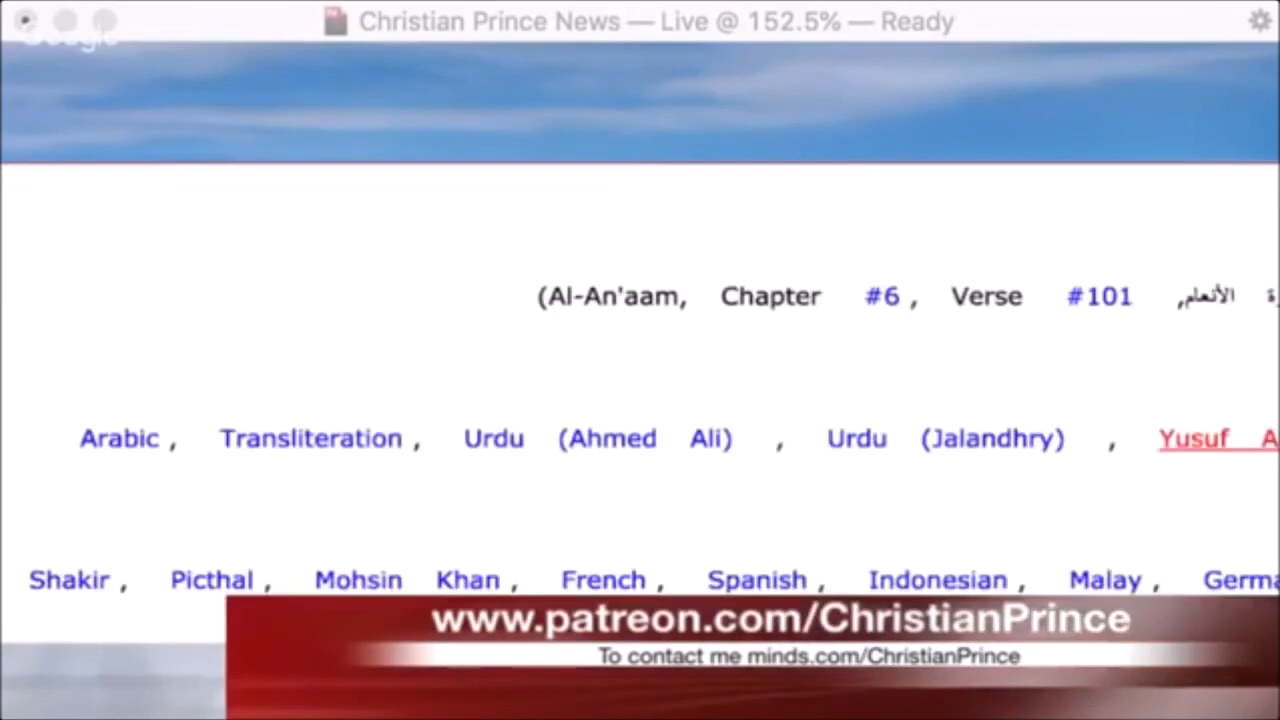 Christian Prince News — Live @ 152.5% — Ready
Google
(Al-An'aam, Chapter #6 , Verse #101 الأنعام,
Arabic , Transliteration , Urdu (Ahmed Ali) , Urdu (Jalandhry) , Yusuf
Shakir , Picthal , Mohsin Khan , French , Spanish , Indonesian , Malay ,
www.patreon.com/ChristianPrince
To contact me minds.com/ChristianPrince